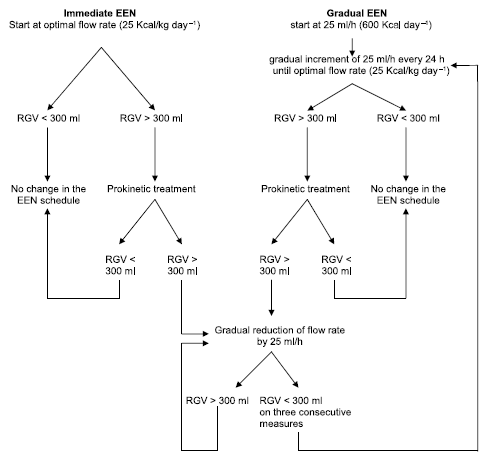 Immediate EEN
Start at optimal flow rate (25 Kcal/kg day⁻¹)
Gradual EEN
start at 25 ml/h (600 Kcal day⁻¹)
gradual increment of 25 ml/h every 24 h
until optimal flow rate (25 Kcal/kg day⁻¹)
RGV < 300 ml
RGV > 300 ml
RGV > 300 ml
RGV < 300 ml
No change in the
EEN schedule
Prokinetic treatment
Prokinetic treatment
No change in the
EEN schedule
RGV <
300 ml
RGV >
300 ml
RGV >
300 ml
RGV <
300 ml
Gradual reduction of flow rate
by 25 ml/h
RGV > 300 ml
RGV < 300 ml
on three consecutive
measures